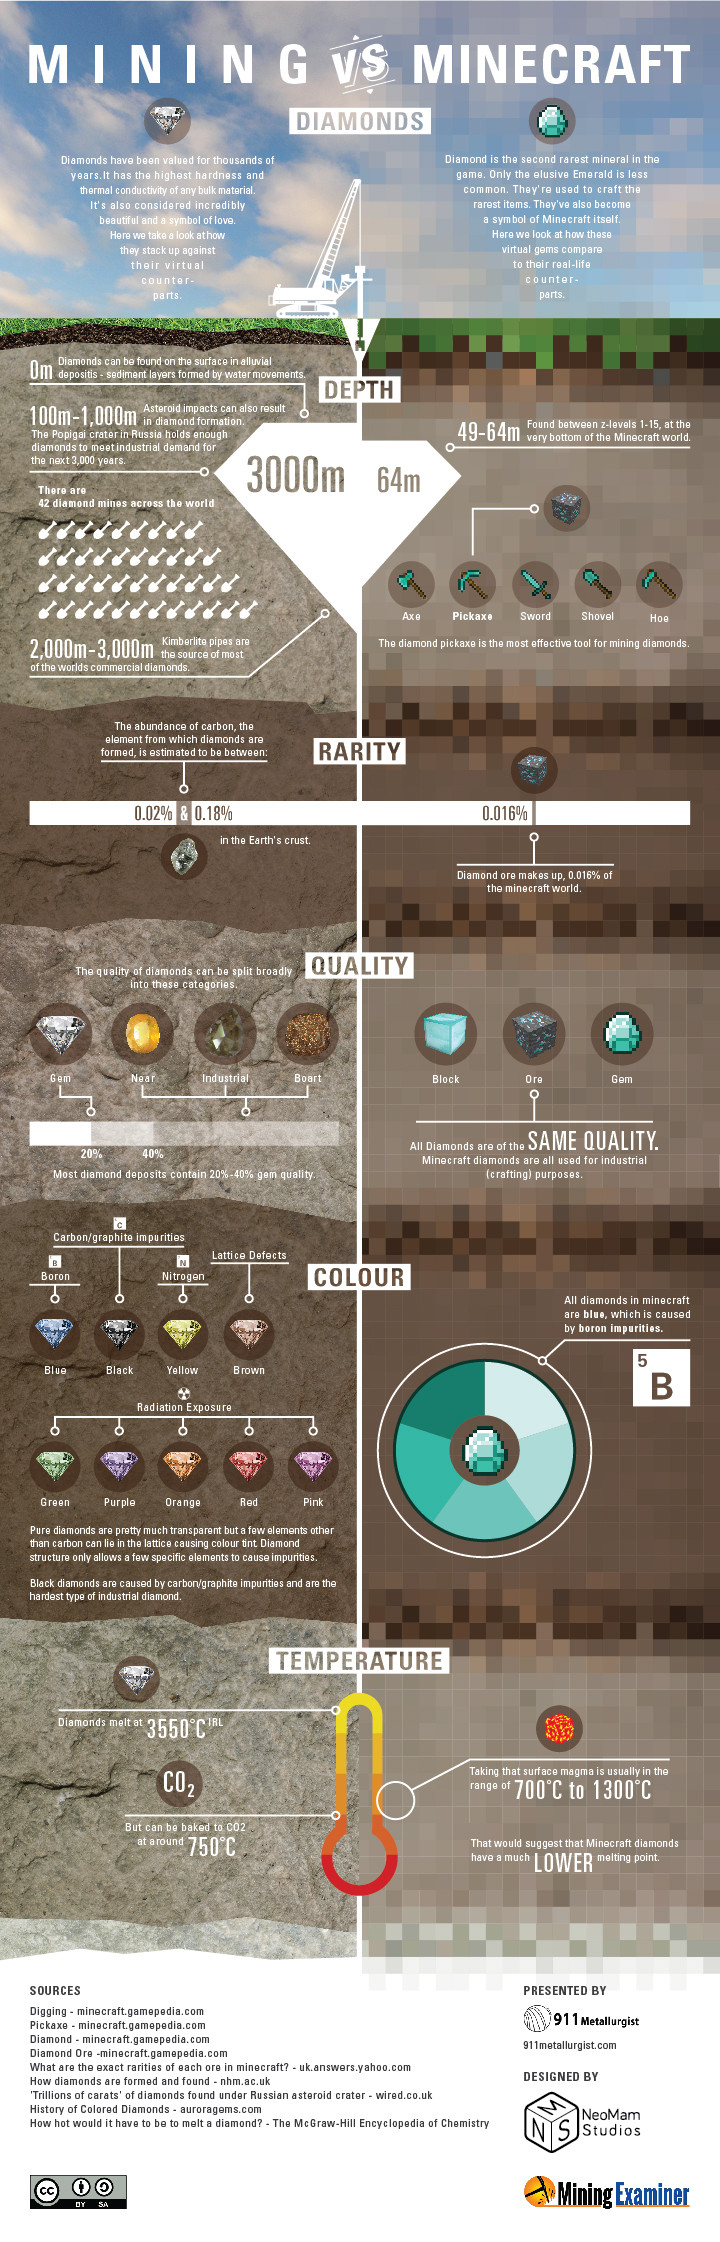 MINING VS MINECRAFT
DIAMONDS
Diamonds have been valued for thousands of
years.It has the highest hardness and
thermal conductivity of any bulk material.
It's also considered incredibly
beautiful and a symbol of love.
Here we take a look at how
they stack up against
their virtual
counter-
parts.
Diamond is the second rarest mineral in the
game. Only the elusive Emerald is less
common. They're used to craft the
rarest items. They've also become
a symbol of Minecraft itself.
Here we look at how these
virtual gems compare
to their real-life
counter-
parts.
DEPTH
0m Diamonds can be found on the surface in alluvial
depositis - sediment layers formed by water movements.
100m-1,000m Asteroid impacts can also result
in diamond formation.
The Popigai crater in Russia holds enough
diamonds to meet industrial demand for
the next 3,000 years.
There are
42 diamond mines across the world
2,000m-3,000m Kimberlite pipes are
the source of most
of the worlds commercial diamonds.
3000m
64m
49-64m Found between z-levels 1-15, at the
very bottom of the Minecraft world.
Axe
Pickaxe
Sword
Shovel
Hoe
The diamond pickaxe is the most effective tool for mining diamonds.
RARITY
The abundance of carbon, the
element from which diamonds are
formed, is estimated to be between:
0.02% & 0.18%
in the Earth's crust.
0.016%
Diamond ore makes up, 0.016% of
the minecraft world.
QUALITY
The quality of diamonds can be split broadly
into these categories.
Gem
Near
Industrial
Boart
20%
40%
Most diamond deposits contain 20%-40% gem quality.
Block
Ore
Gem
All Diamonds are of the SAME QUALITY.
Minecraft diamonds are all used for industrial
(crafting) purposes.
COLOUR
C
Carbon/graphite impurities
B
Boron
N
Nitrogen
Lattice Defects
Blue
Black
Yellow
Brown
Radiation Exposure
Green
Purple
Orange
Red
Pink
Pure diamonds are pretty much transparent but a few elements other
than carbon can lie in the lattice causing colour tint. Diamond
structure only allows a few specific elements to cause impurities.
Black diamonds are caused by carbon/graphite impurities and are the
hardest type of industrial diamond.
All diamonds in minecraft
are blue, which is caused
by boron impurities.
5
B
TEMPERATURE
Diamonds melt at 3550°C IRL
CO2
But can be baked to CO2
at around 750°C
Taking that surface magma is usually in the
range of 700°C to 1300°C
That would suggest that Minecraft diamonds
have a much LOWER melting point.
SOURCES
Digging - minecraft.gamepedia.com
Pickaxe - minecraft.gamepedia.com
Diamond - minecraft.gamepedia.com
Diamond Ore -minecraft.gamepedia.com
What are the exact rarities of each ore in minecraft? - uk.answers.yahoo.com
How diamonds are formed and found - nhm.ac.uk
'Trillions of carats' of diamonds found under Russian asteroid crater - wired.co.uk
History of Colored Diamonds - auroragems.com
How hot would it have to be to melt a diamond? - The McGraw-Hill Encyclopedia of Chemistry
cc BY SA
PRESENTED BY
911 Metallurgist
911metallurgist.com
DESIGNED BY
NMS
NeoMam
Studios
Mining Examiner